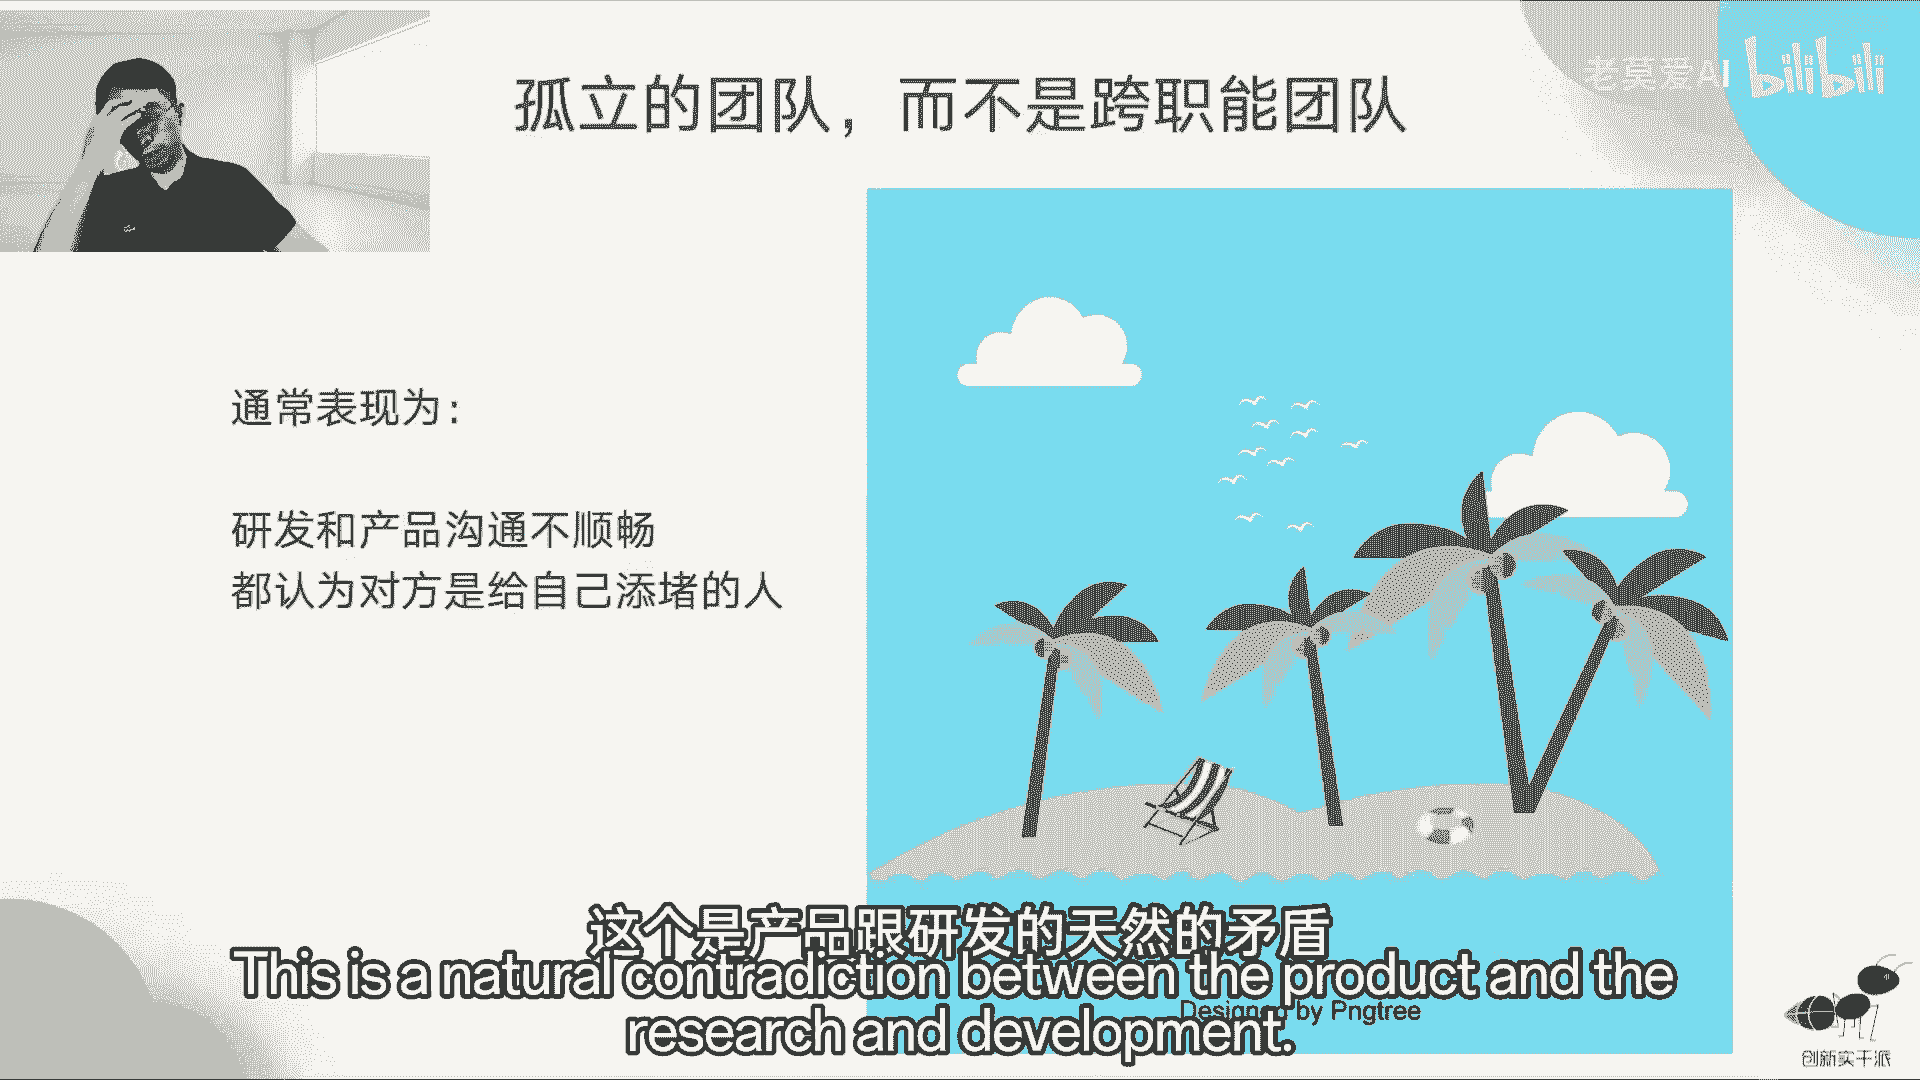 孤立的团队，而不是跨职能团队
老莫爱AI bilibili
通常表现为：
研发和产品沟通不顺畅
都认为对方是给自己添堵的人
这个是产品跟研发的天然的矛盾
This is a natural contradiction between the product and the
research and development.
Designed by Pngtree
创新实干派